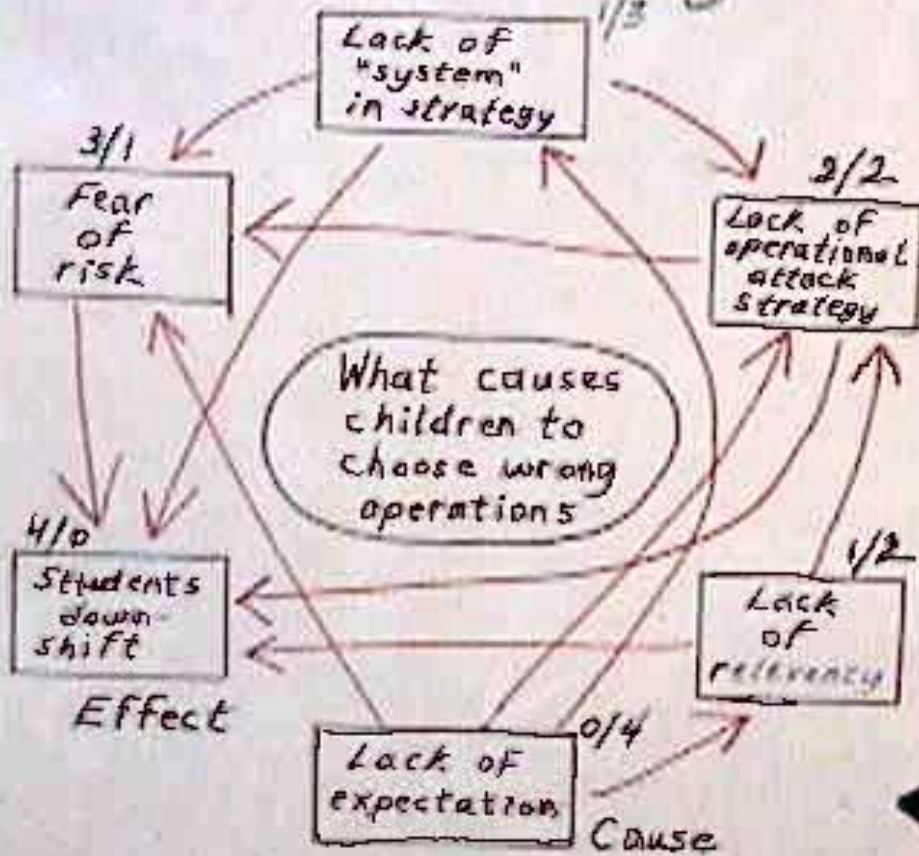 1/3
Lack of
"system"
in strategy
3/1
Fear
of
risk
2/2
Lack of
operational
attack
strategy
What causes
children to
choose wrong
operations
4/0
Students
down-
shift
Effect
1/2
Lack
of
relevency
0/4
Lack of
expectation
Cause